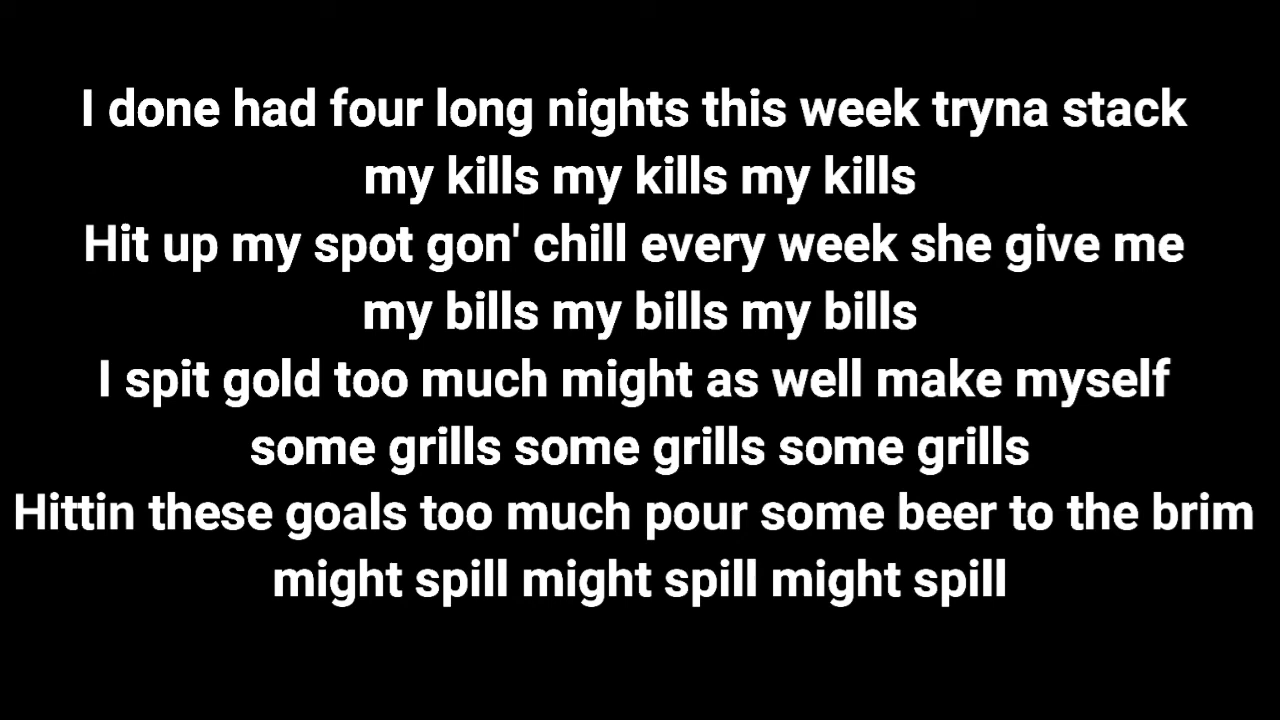 I done had four long nights this week tryna stack
my kills my kills my kills
Hit up my spot gon' chill every week she give me
my bills my bills my bills
I spit gold too much might as well make myself
some grills some grills some grills
Hittin these goals too much pour some beer to the brim
might spill might spill might spill